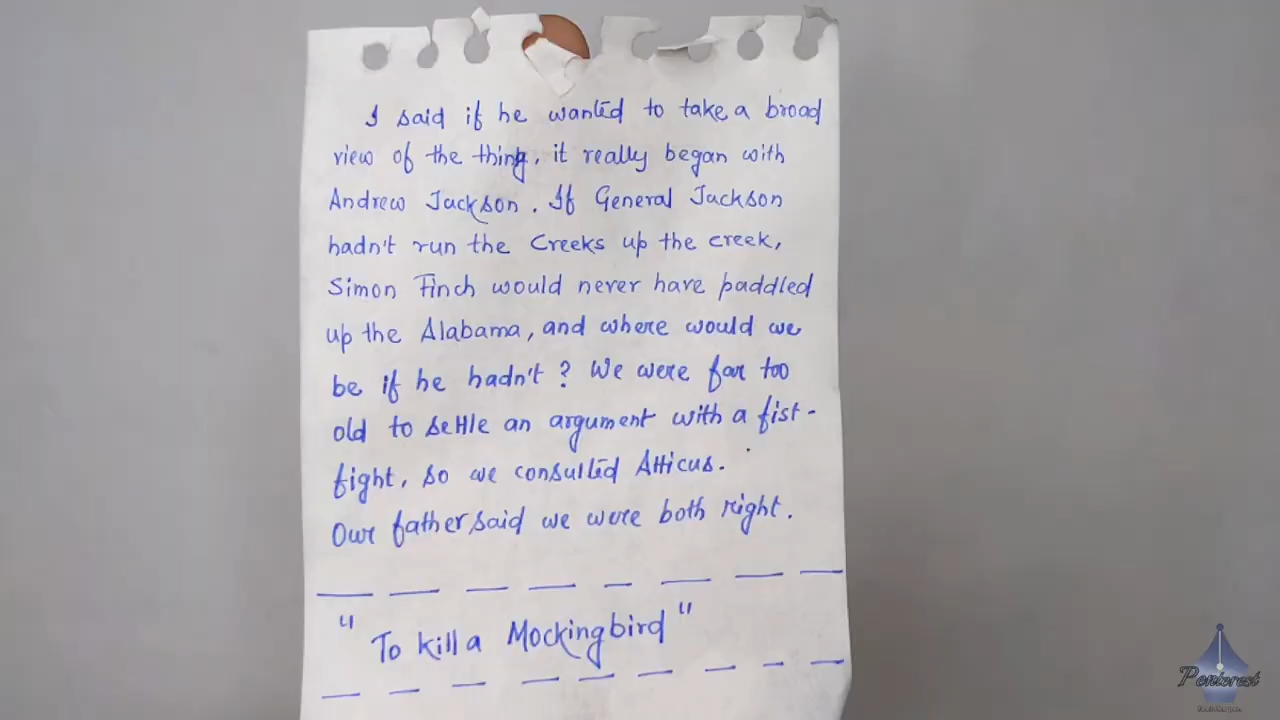 I said if he wanted to take a broad
view of the thing, it really began with
Andrew Jackson. If General Jackson
hadn't run the Creeks up the creek,
Simon Finch would never have paddled
up the Alabama, and where would we
be if he hadn't? We were far too
old to settle an argument with a fist-
fight, so we consulted Atticus.
Our father said we were both right.
"To kill a Mockingbird"